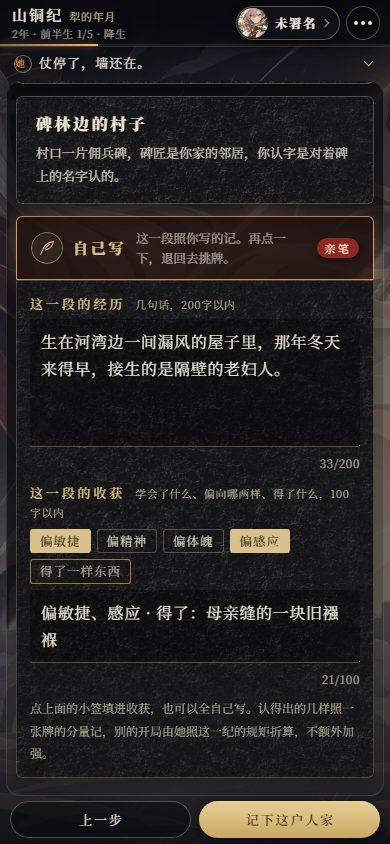 山铜纪 犁的年月
2年 · 前半生 1/5 · 降生
未署名
她 仗停了，墙还在。
碑林边的村子
村口一片佣兵碑，碑匠是你家的邻居，你认字是对着碑
上的名字认的。
自己写
这一段照你写的记。再点一
下，退回去挑牌。
亲笔
这一段的经历 几句话，200字以内
生在河湾边一间漏风的屋子里，那年冬天
来得早，接生的是隔壁的老妇人。
33/200
这一段的收获 学会了什么、偏向哪两样、得了什么，100
字以内
偏敏捷 偏精神 偏体魄 偏感应
得了一样东西
偏敏捷、感应 · 得了：母亲缝的一块旧襁
褓
21/100
点上面的小签填进收获，也可以全自己写。认得出的几样照一
张牌的分量记，别的开局由她照这一纪的规矩折算，不额外加
强。
上一步
记下这户人家